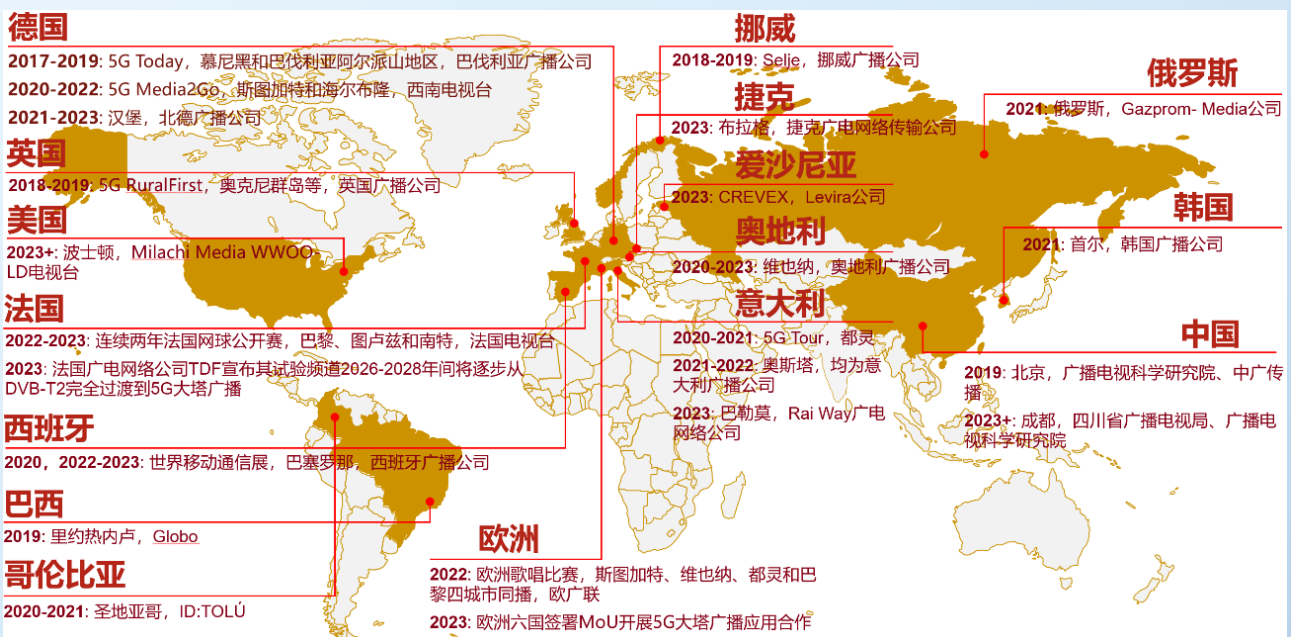 德国
2017-2019: 5G Today，慕尼黑和巴伐利亚阿尔派山地区，巴伐利亚广播公司
2020-2022: 5G Media2Go，斯图加特和海尔布隆，西南电视台
2021-2023: 汉堡，北德广播公司
英国
2018-2019: 5G RuralFirst，奥克尼群岛等，英国广播公司
美国
2023+: 波士顿，Milachi Media WWOO-
LD电视台
法国
2022-2023: 连续两年法国网球公开赛，巴黎、图卢兹和南特，法国电视台
2023: 法国广电网络公司TDF宣布其试验频道2026-2028年间将逐步从
DVB-T2完全过渡到5G大塔广播
西班牙
2020，2022-2023: 世界移动通信展，巴塞罗那，西班牙广播公司
巴西
2019: 里约热内卢，Globo
哥伦比亚
2020-2021: 圣地亚哥，ID:TOLÚ
挪威
2018-2019: Selje，挪威广播公司
捷克
2023: 布拉格，捷克广电网络传输公司
爱沙尼亚
2023: CREVEX，Levira公司
奥地利
2020-2023: 维也纳，奥地利广播公司
意大利
2020-2021: 5G Tour，都灵
2021-2022: 奥斯塔，均为意
大利广播公司
2023: 巴勒莫，Rai Way广电
网络公司
欧洲
2022: 欧洲歌唱比赛，斯图加特、维也纳、都灵和巴
黎四城市同播，欧广联
2023: 欧洲六国签署MoU开展5G大塔广播应用合作
俄罗斯
2021: 俄罗斯，Gazprom- Media公司
韩国
2021: 首尔，韩国广播公司
中国
2019: 北京，广播电视科学研究院、中广传
播
2023+: 成都，四川省广播电视局、广播电
视科学研究院